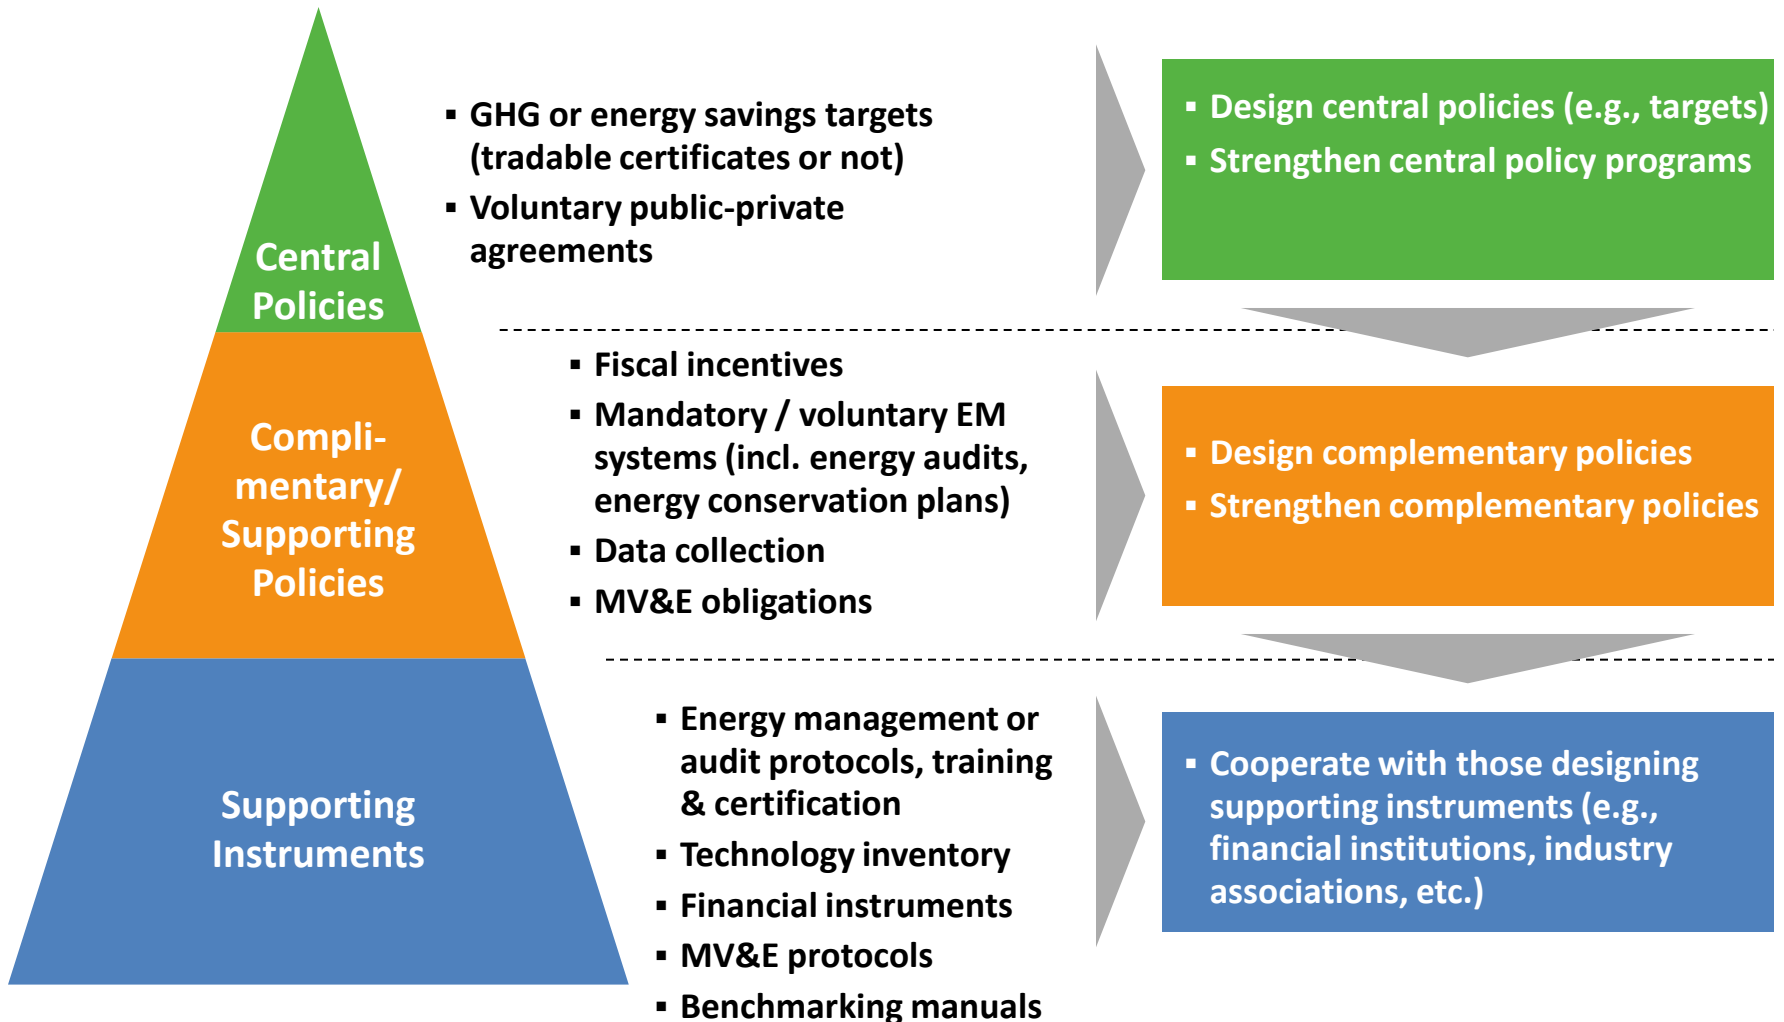 Central
Policies
▪ GHG or energy savings targets
(tradable certificates or not)
▪ Voluntary public-private
agreements
▪ Design central policies (e.g., targets)
▪ Strengthen central policy programs
Compli-
mentary/
Supporting
Policies
▪ Fiscal incentives
▪ Mandatory / voluntary EM
systems (incl. energy audits,
energy conservation plans)
▪ Data collection
▪ MV&E obligations
▪ Design complementary policies
▪ Strengthen complementary policies
Supporting
Instruments
▪ Energy management or
audit protocols, training
& certification
▪ Technology inventory
▪ Financial instruments
▪ MV&E protocols
▪ Benchmarking manuals
▪ Cooperate with those designing
supporting instruments (e.g.,
financial institutions, industry
associations, etc.)